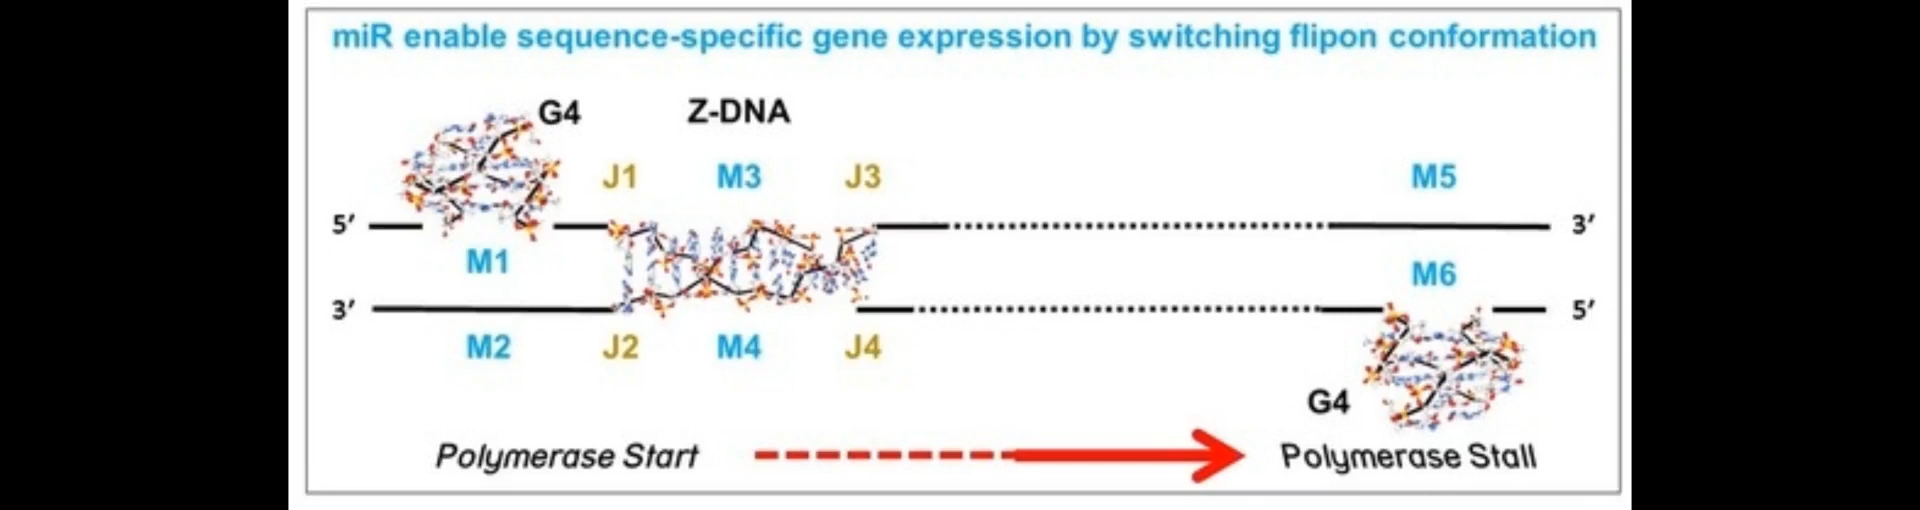 miR enable sequence-specific gene expression by switching flipon conformation
G4 Z-DNA
J1 M3 J3 M5
5′ 3′
M1 M6
3′ 5′
M2 J2 M4 J4
G4
Polymerase Start Polymerase Stall